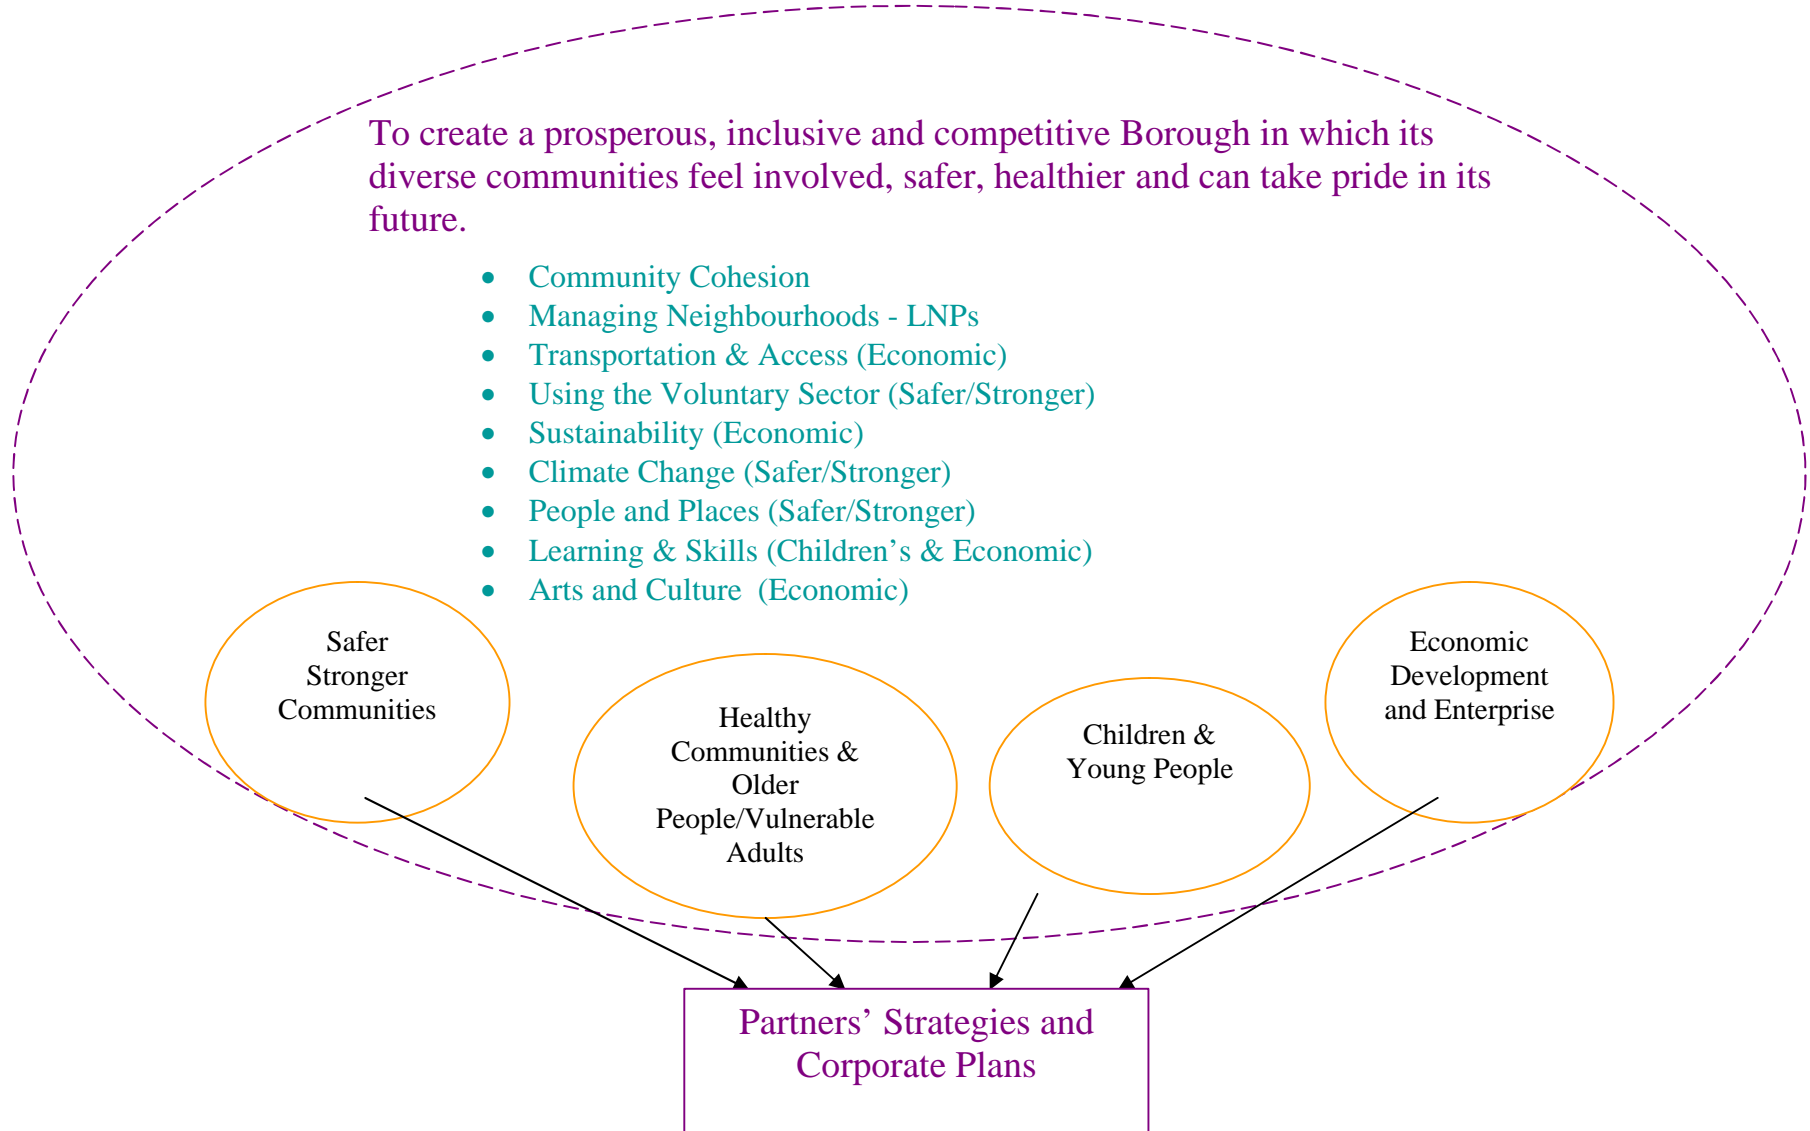 To create a prosperous, inclusive and competitive Borough in which its
diverse communities feel involved, safer, healthier and can take pride in its
future.
• Community Cohesion
• Managing Neighbourhoods - LNPs
• Transportation & Access (Economic)
• Using the Voluntary Sector (Safer/Stronger)
• Sustainability (Economic)
• Climate Change (Safer/Stronger)
• People and Places (Safer/Stronger)
• Learning & Skills (Children’s & Economic)
• Arts and Culture  (Economic)
Safer
Stronger
Communities
Healthy
Communities &
Older
People/Vulnerable
Adults
Children &
Young People
Economic
Development
and Enterprise
Partners’ Strategies and
Corporate Plans